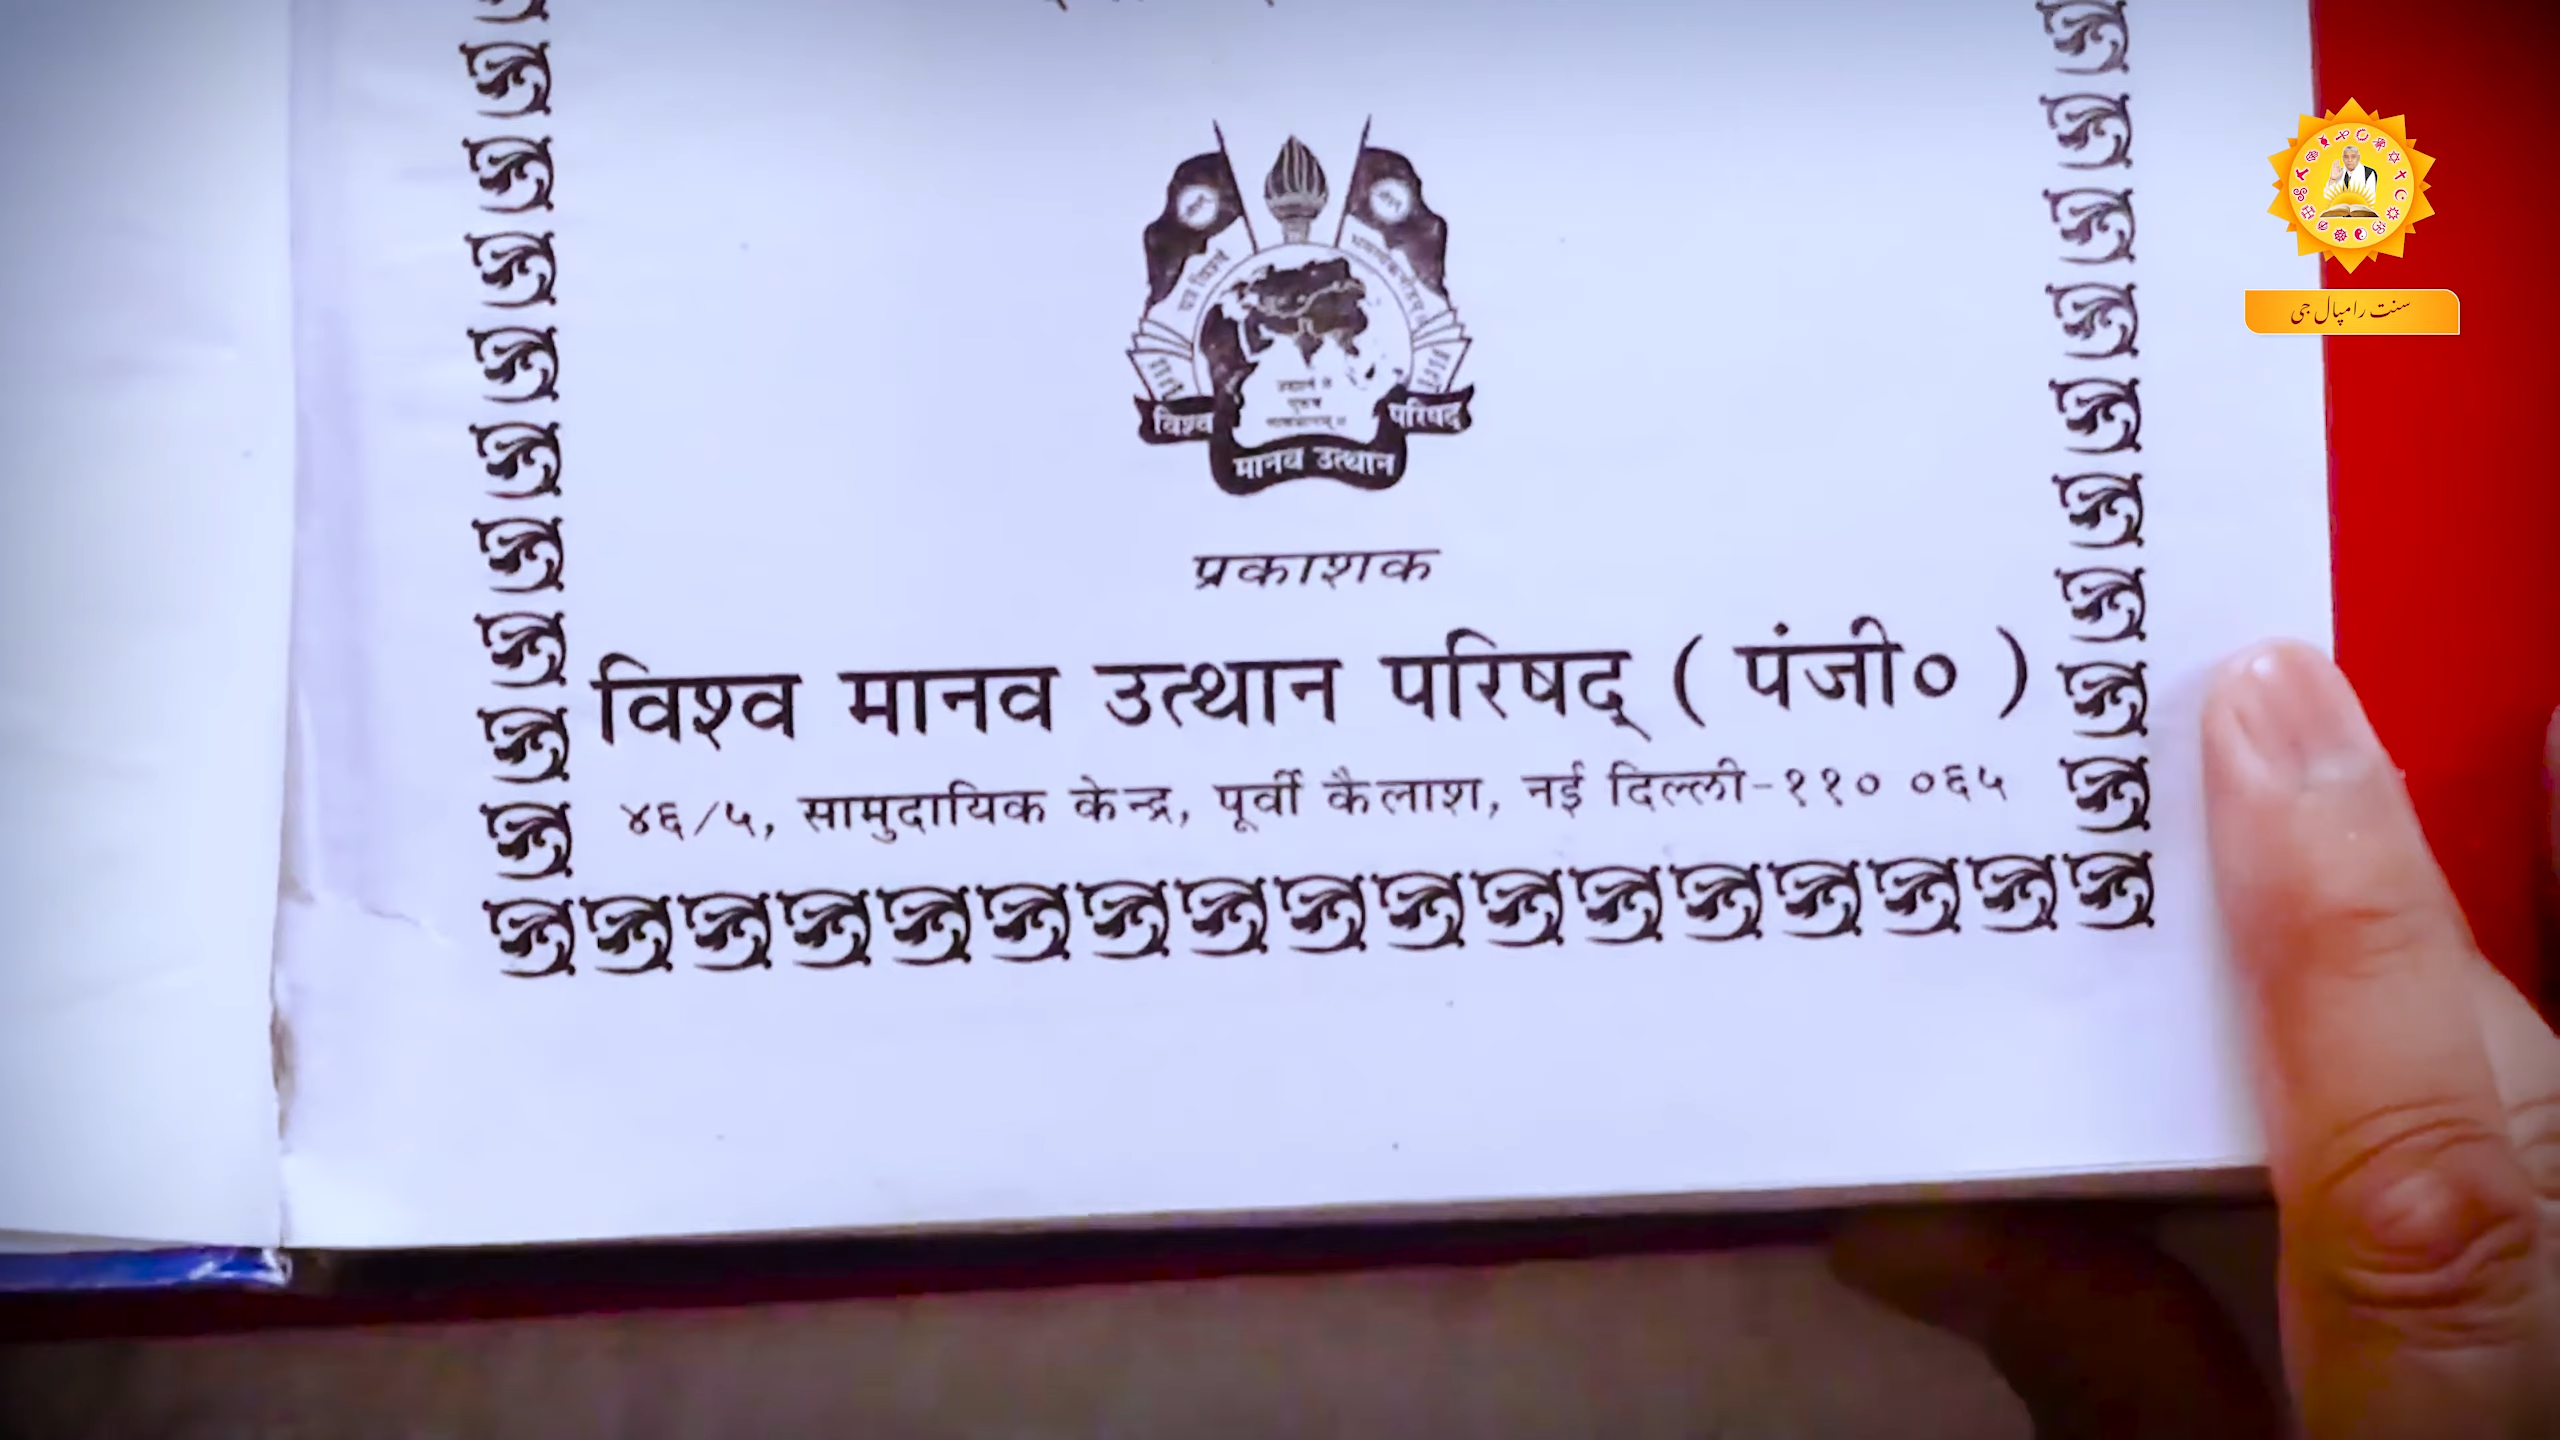 विश्व परिषद्
मानव उत्थान
प्रकाशक
विश्व मानव उत्थान परिषद् ( पंजी० )
४६/५, सामुदायिक केन्द्र, पूर्वी कैलाश, नई दिल्ली-११० ०६५
سنت رامپال جی